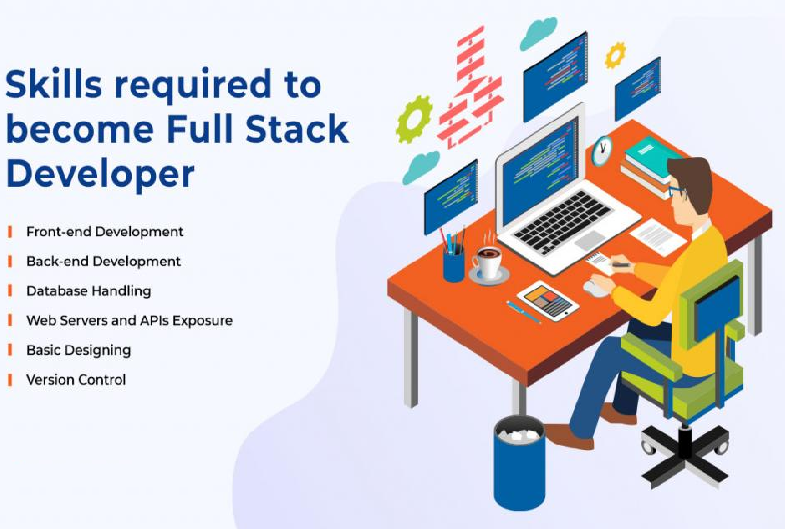 Skills required to
become Full Stack
Developer
Front-end Development
Back-end Development
Database Handling
Web Servers and APIs Exposure
Basic Designing
Version Control